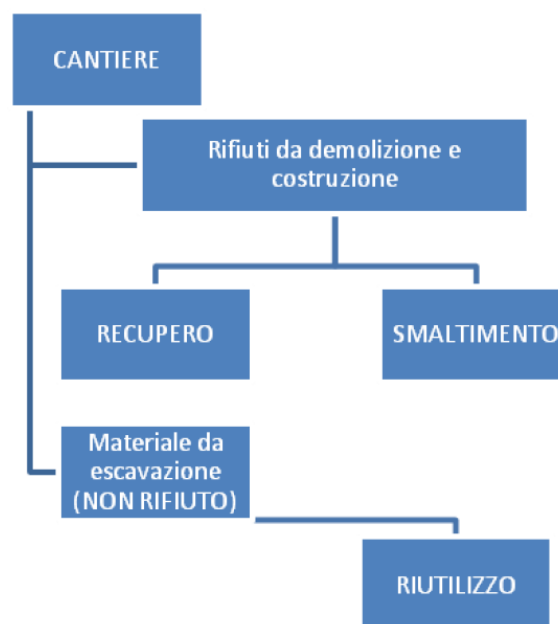 CANTIERE
Rifiuti da demolizione e
costruzione
RECUPERO
SMALTIMENTO
Materiale da
escavazione
(NON RIFIUTO)
RIUTILIZZO